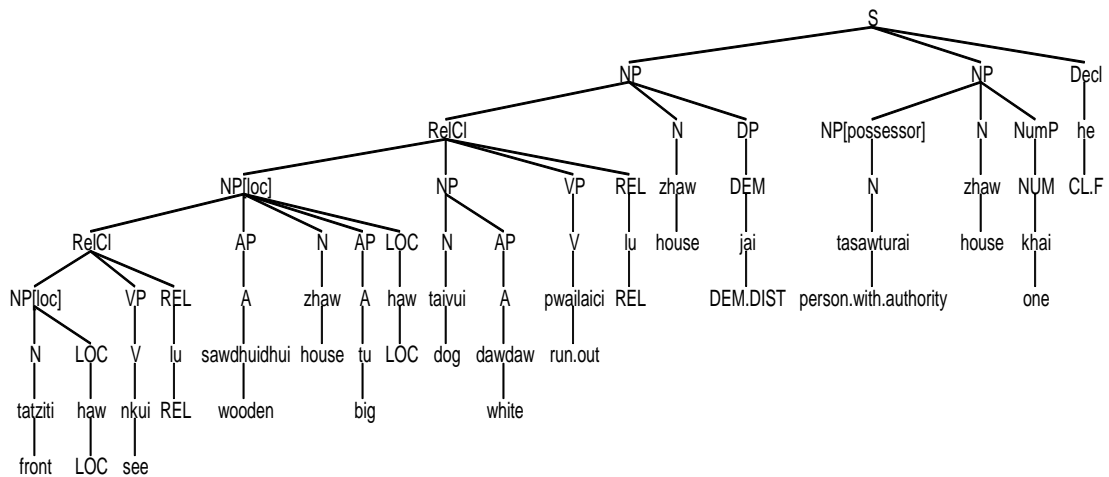 S
NP NP Decl
RelCl N DP NP[possessor] N NumP he
NP[loc] NP VP REL zhaw DEM N zhaw NUM CL.F
RelCl AP N AP LOC N AP V lu house jai tasawturai house khai
NP[loc] VP REL A zhaw A haw taivui A pwailaici REL DEM.DIST person.with.authority one
N LOC V lu sawdhuidhui house tu LOC dog dawdaw run.out
tatziti haw nkui REL wooden big white
front LOC see